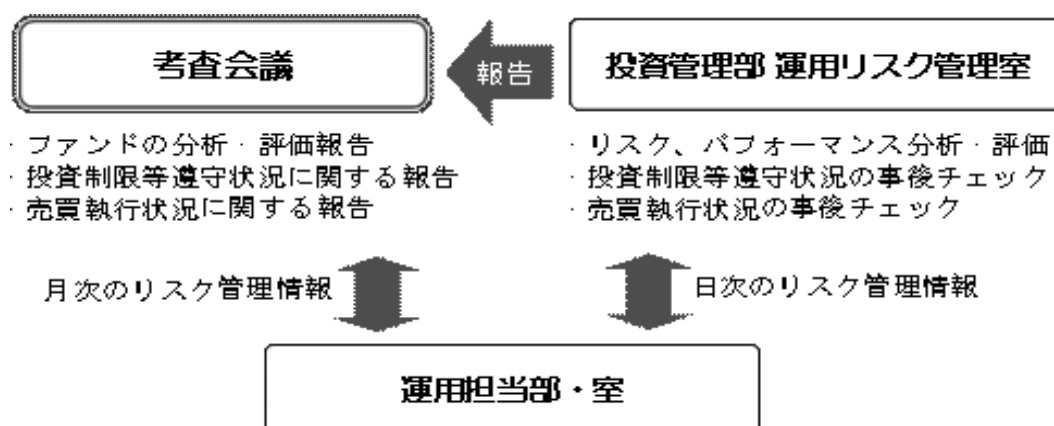 考査会議
報告
投資管理部 運用リスク管理室
・ファンドの分析・評価報告
・投資制限等遵守状況に関する報告
・売買執行状況に関する報告
・リスク、パフォーマンス分析・評価
・投資制限等遵守状況の事後チェック
・売買執行状況の事後チェック
月次のリスク管理情報
日次のリスク管理情報
運用担当部・室